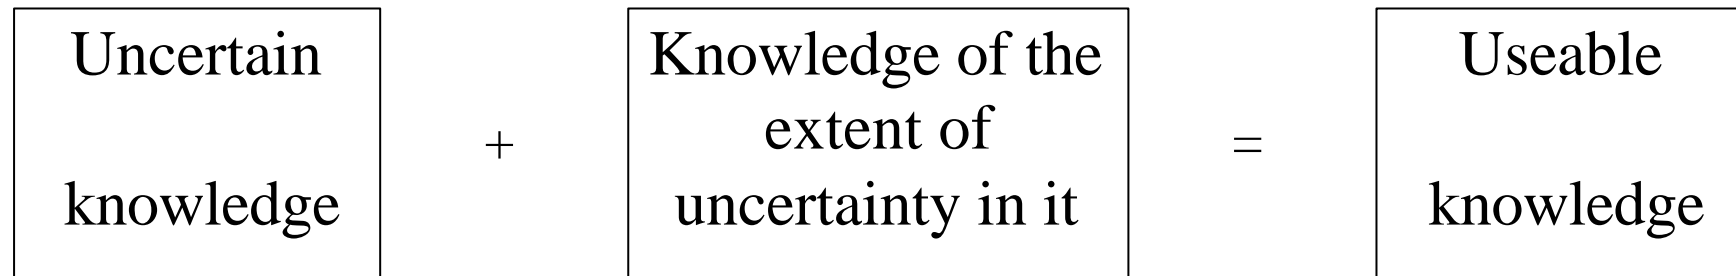 Uncertain
knowledge
+
Knowledge of the
extent of
uncertainty in it
=
Useable
knowledge